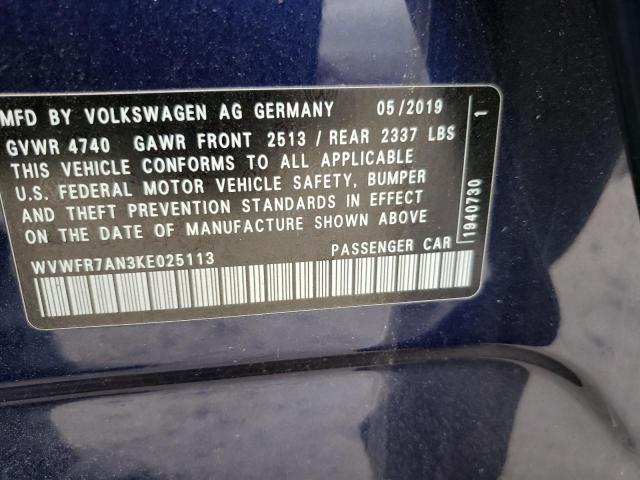 MFD BY VOLKSWAGEN AG GERMANY 05/2019
GVWR 4740 GAWR FRONT 2513 / REAR 2337 LBS
THIS VEHICLE CONFORMS TO ALL APPLICABLE
U.S. FEDERAL MOTOR VEHICLE SAFETY, BUMPER
AND THEFT PREVENTION STANDARDS IN EFFECT
ON THE DATE OF MANUFACTURE SHOWN ABOVE
WVWFR7AN3KE025113 PASSENGER CAR
1940730 1